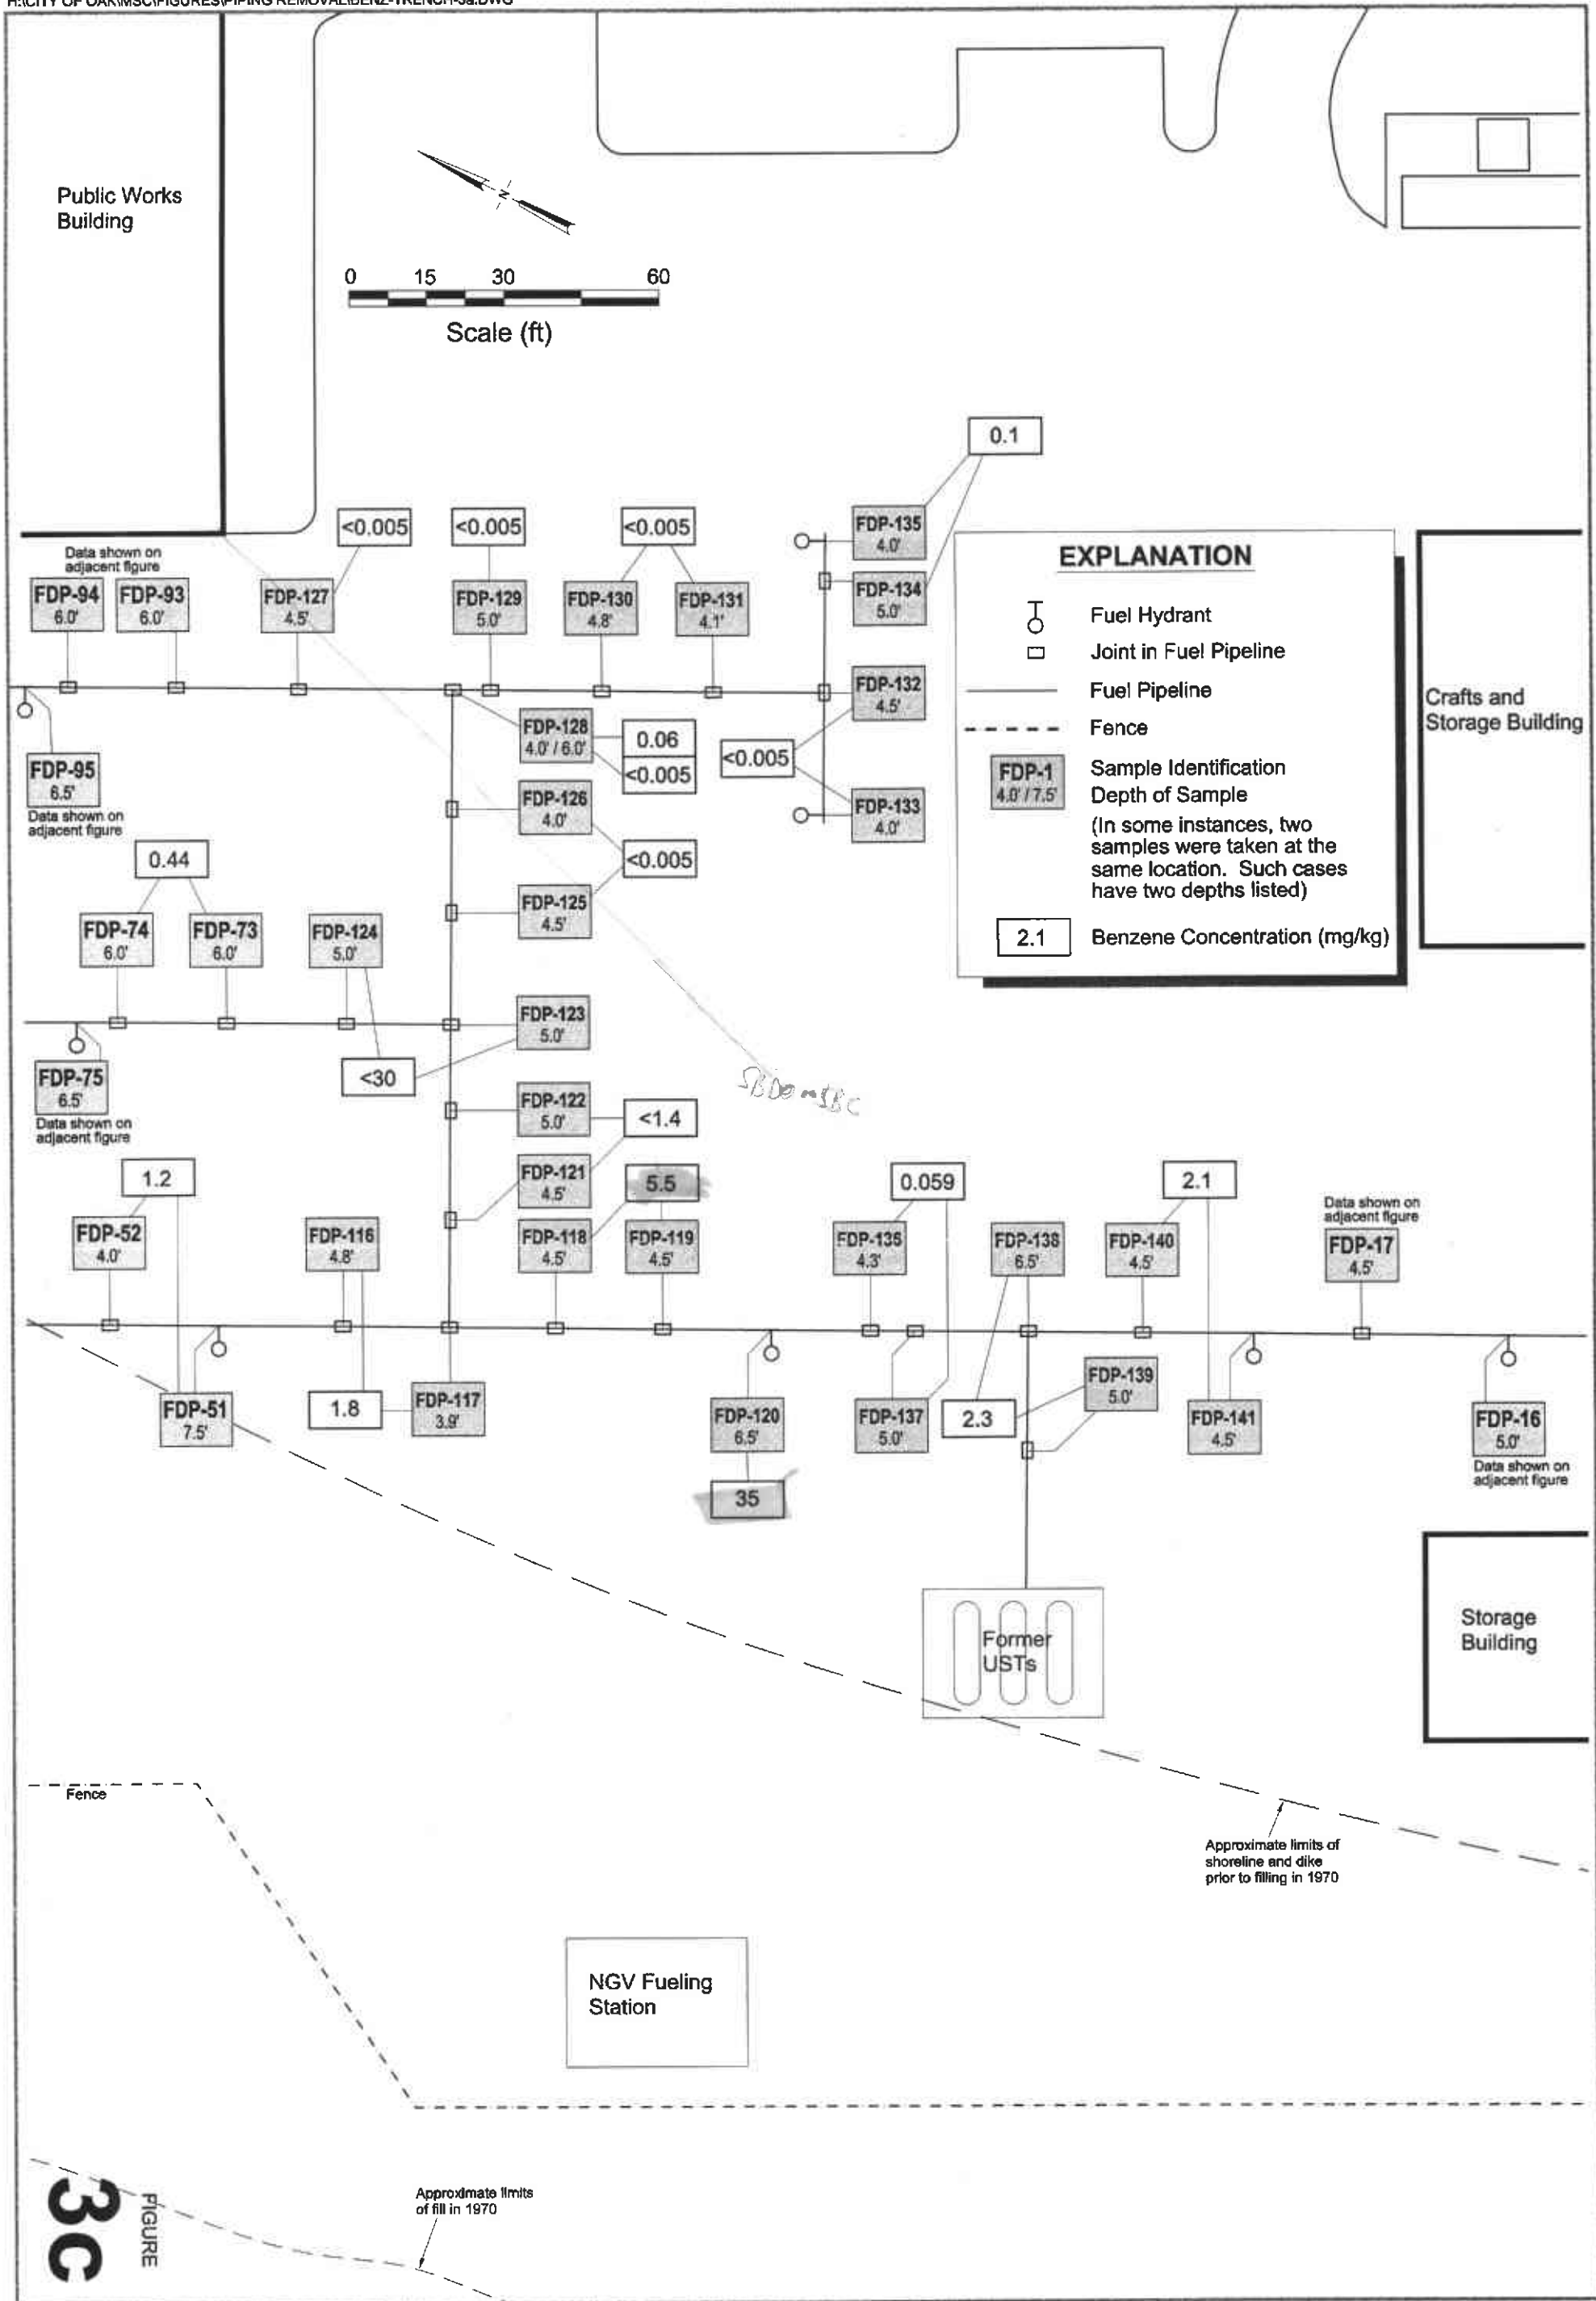 H:\CITY OF OAK\MSC\FIGURES\PIPING REMOVAL\BENZ-TRENCH-3a.DWG
Public Works
Building
N
0 15 30 60
Scale (ft)
0.1
<0.005
<0.005
<0.005
FDP-135
4.0'
Data shown on
adjacent figure
FDP-94
6.0'
FDP-93
6.0'
FDP-127
4.5'
FDP-129
5.0'
FDP-130
4.8'
FDP-131
4.1'
FDP-134
5.0'
EXPLANATION
Fuel Hydrant
Joint in Fuel Pipeline
Fuel Pipeline
Fence
FDP-1
4.0' / 7.5'
Sample Identification
Depth of Sample
(In some instances, two
samples were taken at the
same location. Such cases
have two depths listed)
2.1
Benzene Concentration (mg/kg)
Crafts and
Storage Building
FDP-132
4.5'
FDP-128
4.0' / 6.0'
0.06
<0.005
<0.005
FDP-95
6.5'
Data shown on
adjacent figure
FDP-126
4.0'
FDP-133
4.0'
0.44
<0.005
FDP-125
4.5'
FDP-74
6.0'
FDP-73
6.0'
FDP-124
5.0'
FDP-123
5.0'
<30
FDP-75
6.5'
Data shown on
adjacent figure
FDP-122
5.0'
<1.4
1.2
FDP-121
4.5'
5.5
0.059
2.1
Data shown on
adjacent figure
FDP-52
4.0'
FDP-116
4.8'
FDP-118
4.5'
FDP-119
4.5'
FDP-136
4.3'
FDP-138
6.5'
FDP-140
4.5'
FDP-17
4.5'
FDP-51
7.5'
1.8
FDP-117
3.9'
FDP-120
6.5'
FDP-137
5.0'
2.3
FDP-139
5.0'
FDP-141
4.5'
FDP-16
5.0'
Data shown on
adjacent figure
35
Former
USTs
Storage
Building
Fence
Approximate limits of
shoreline and dike
prior to filling in 1970
NGV Fueling
Station
Approximate limits
of fill in 1970
FIGURE
3c